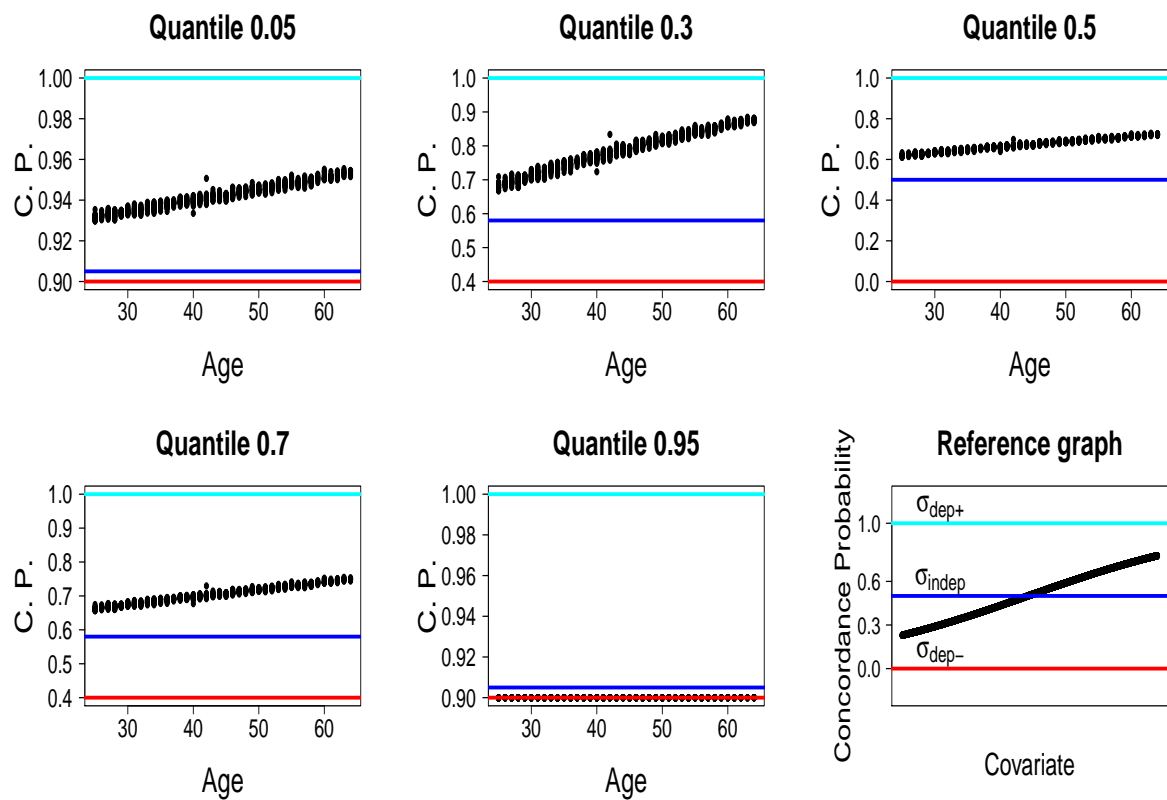 Quantile 0.05
C. P.
1.00
0.98
0.96
0.94
0.92
0.90
30 40 50 60
Age
Quantile 0.3
C. P.
1.0
0.9
0.8
0.7
0.6
0.5
0.4
30 40 50 60
Age
Quantile 0.5
C. P.
1.0
0.8
0.6
0.4
0.2
0.0
30 40 50 60
Age
Quantile 0.7
C. P.
1.0
0.9
0.8
0.7
0.6
0.5
0.4
30 40 50 60
Age
Quantile 0.95
C. P.
1.00
0.98
0.96
0.94
0.92
0.90
30 40 50 60
Age
Reference graph
Concordance Probability
1.0
0.6
0.3
0.0
σdep+
σindep
σdep−
Covariate